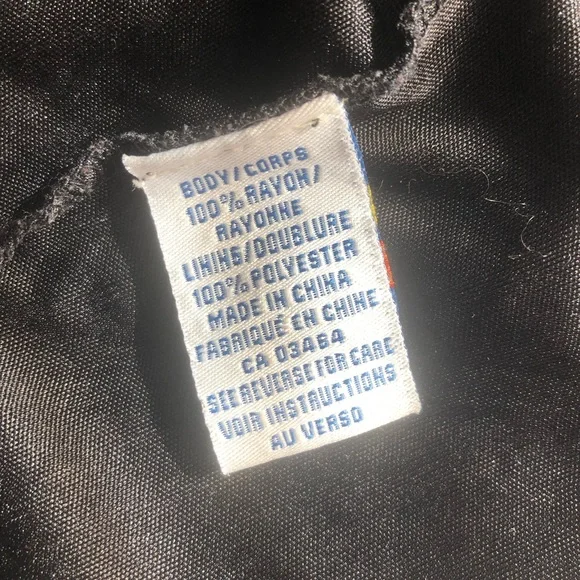 BODY/CORPS
100% RAYON/
RAYONNE
LINING/DOUBLURE
100% POLYESTER
MADE IN CHINA
FABRIQUÉ EN CHINE
CA 03464
SEE REVERSE FOR CARE
VOIR INSTRUCTIONS
AU VERSO